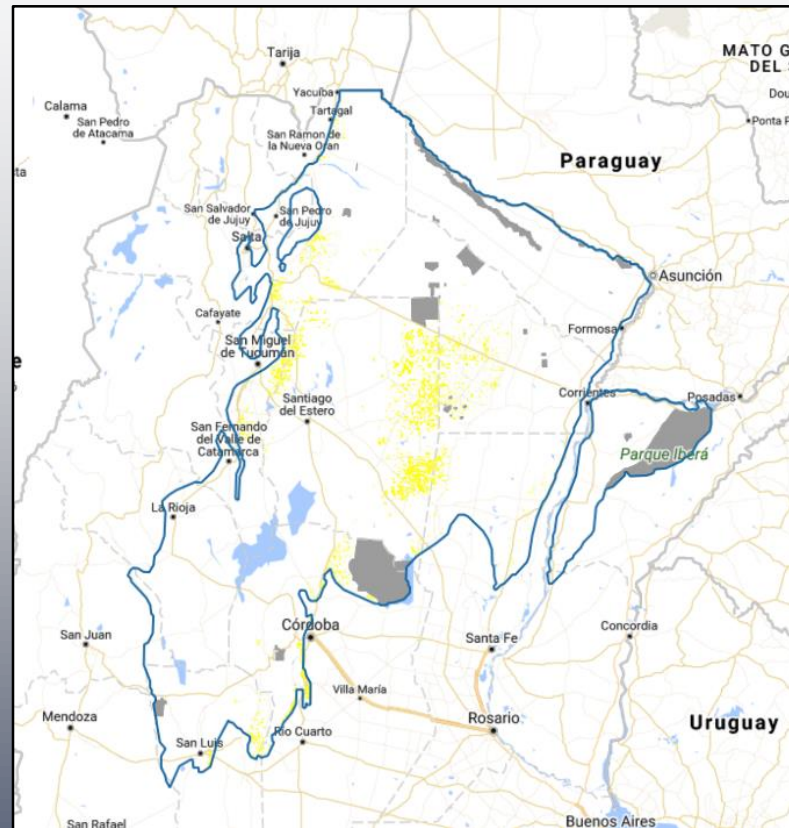 Tarija
MATO G
DEL S
Yacuiba
Calama
San Pedro
de Atacama
Tartagal
San Ramon de
la Nueva Oran
Dou
Ponta P
Paraguay
ta
San Salvador
de Jujuy
San Pedro
de Jujuy
Salta
Asunción
Cafayate
Formosa
San Miguel
de Tucumán
e
Corrientes
Posadas
Santiago
del Estero
San Fernando
del Valle de
Catamarca
Parque Iberá
La Rioja
Córdoba
San Juan
Santa Fe
Concordia
Villa María
Mendoza
Rosario
Uruguay
San Luis
Río Cuarto
Buenos Aires
San Rafael